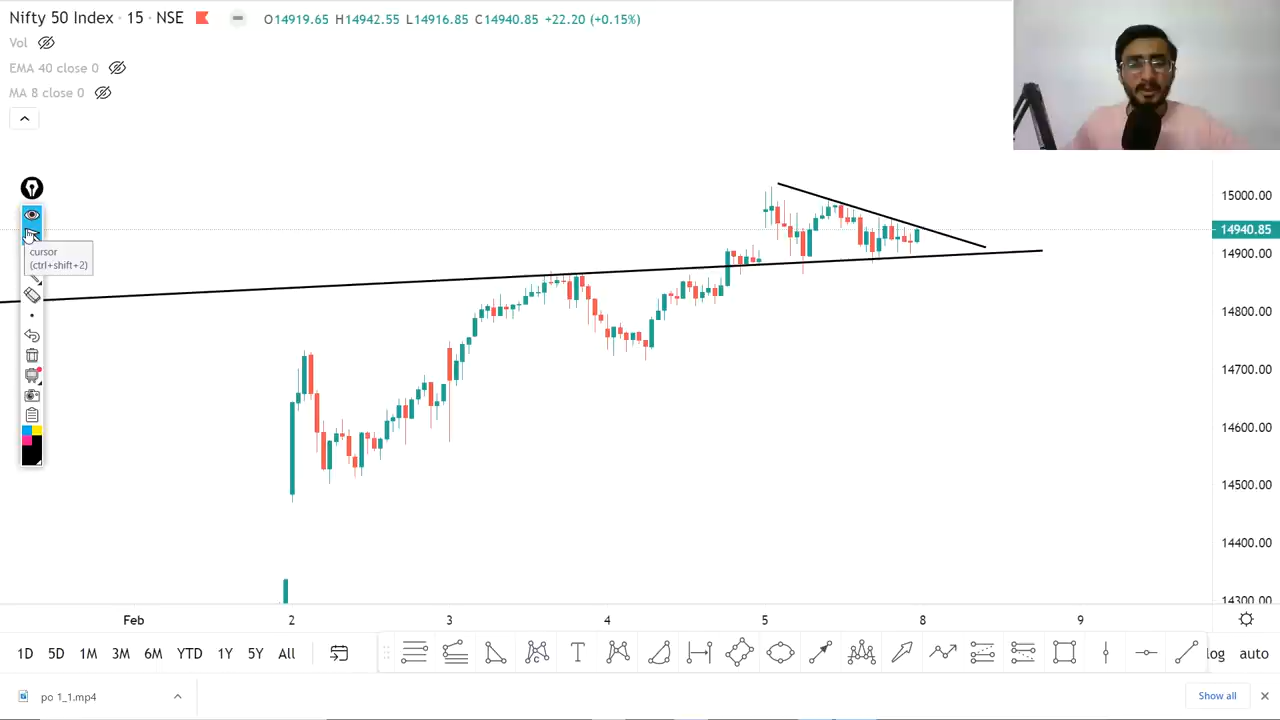 Nifty 50 Index · 15 · NSE O14919.65 H14942.55 L14916.85 C14940.85 +22.20 (+0.15%)
Vol
EMA 40 close 0
MA 8 close 0
cursor
(ctrl+shift+2)
15000.00
14940.85
14900.00
14800.00
14700.00
14600.00
14500.00
14400.00
14300.00
Feb 2 3 4 5 8 9
1D 5D 1M 3M 6M YTD 1Y 5Y All log auto
po 1_1.mp4 Show all